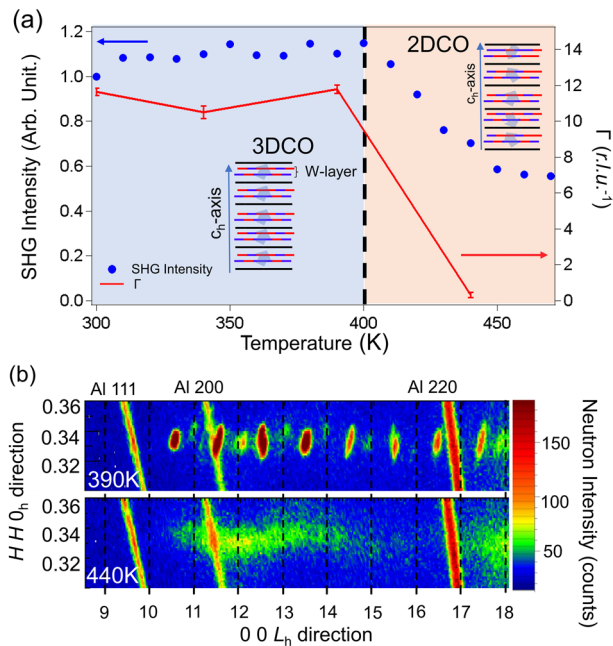 (a)
1.2
1.0
0.8
0.6
0.4
0.2
0.0
SHG Intensity (Arb. Unit.)
3DCO
2DCO
W-layer
c_h-axis
c_h-axis
SHG Intensity
Γ
14
12
10
8
6
4
2
0
Γ (r.l.u.⁻¹)
300 350 400 450
Temperature (K)
(b)
Al 111 Al 200 Al 220
0.36
0.34
0.32
390K
0.36
0.34
0.32
440K
H H 0_h direction
9 10 11 12 13 14 15 16 17 18
0 0 L_h direction
150
100
50
Neutron Intensity
(counts)